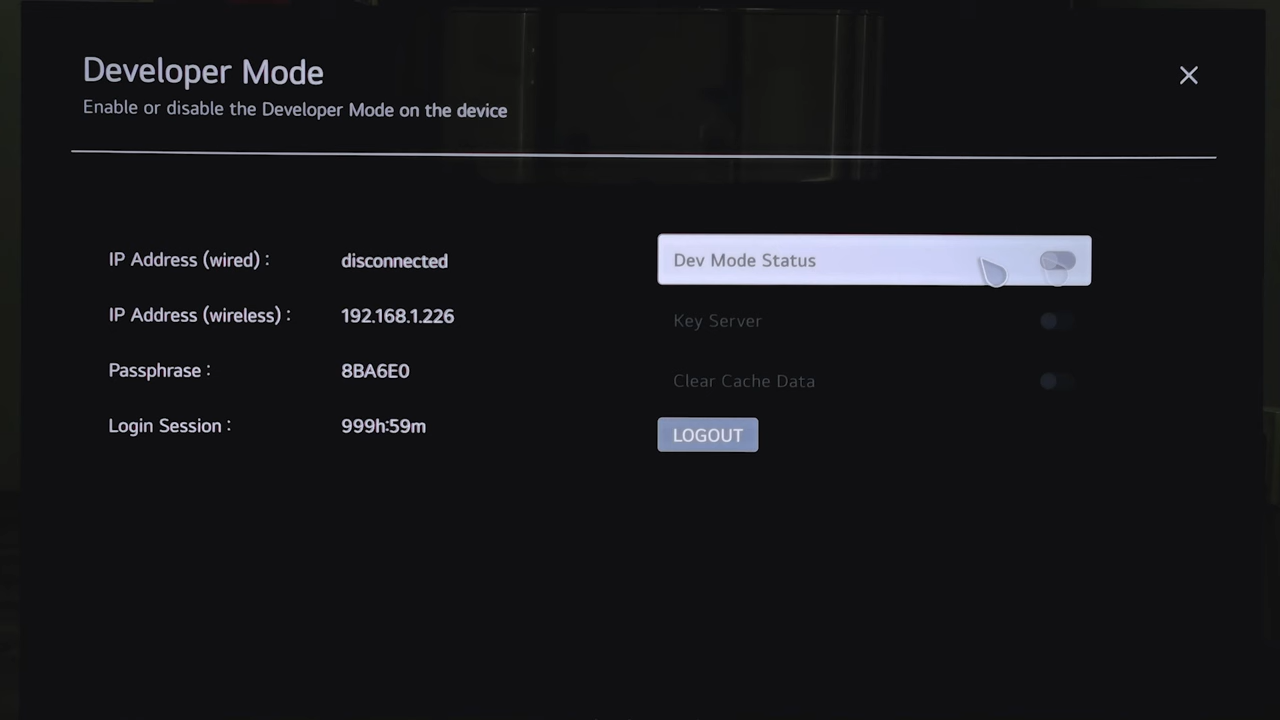 Developer Mode
Enable or disable the Developer Mode on the device
IP Address (wired) : disconnected
IP Address (wireless) : 192.168.1.226
Passphrase : 8BA6E0
Login Session : 999h:59m
Dev Mode Status
Key Server
Clear Cache Data
LOGOUT